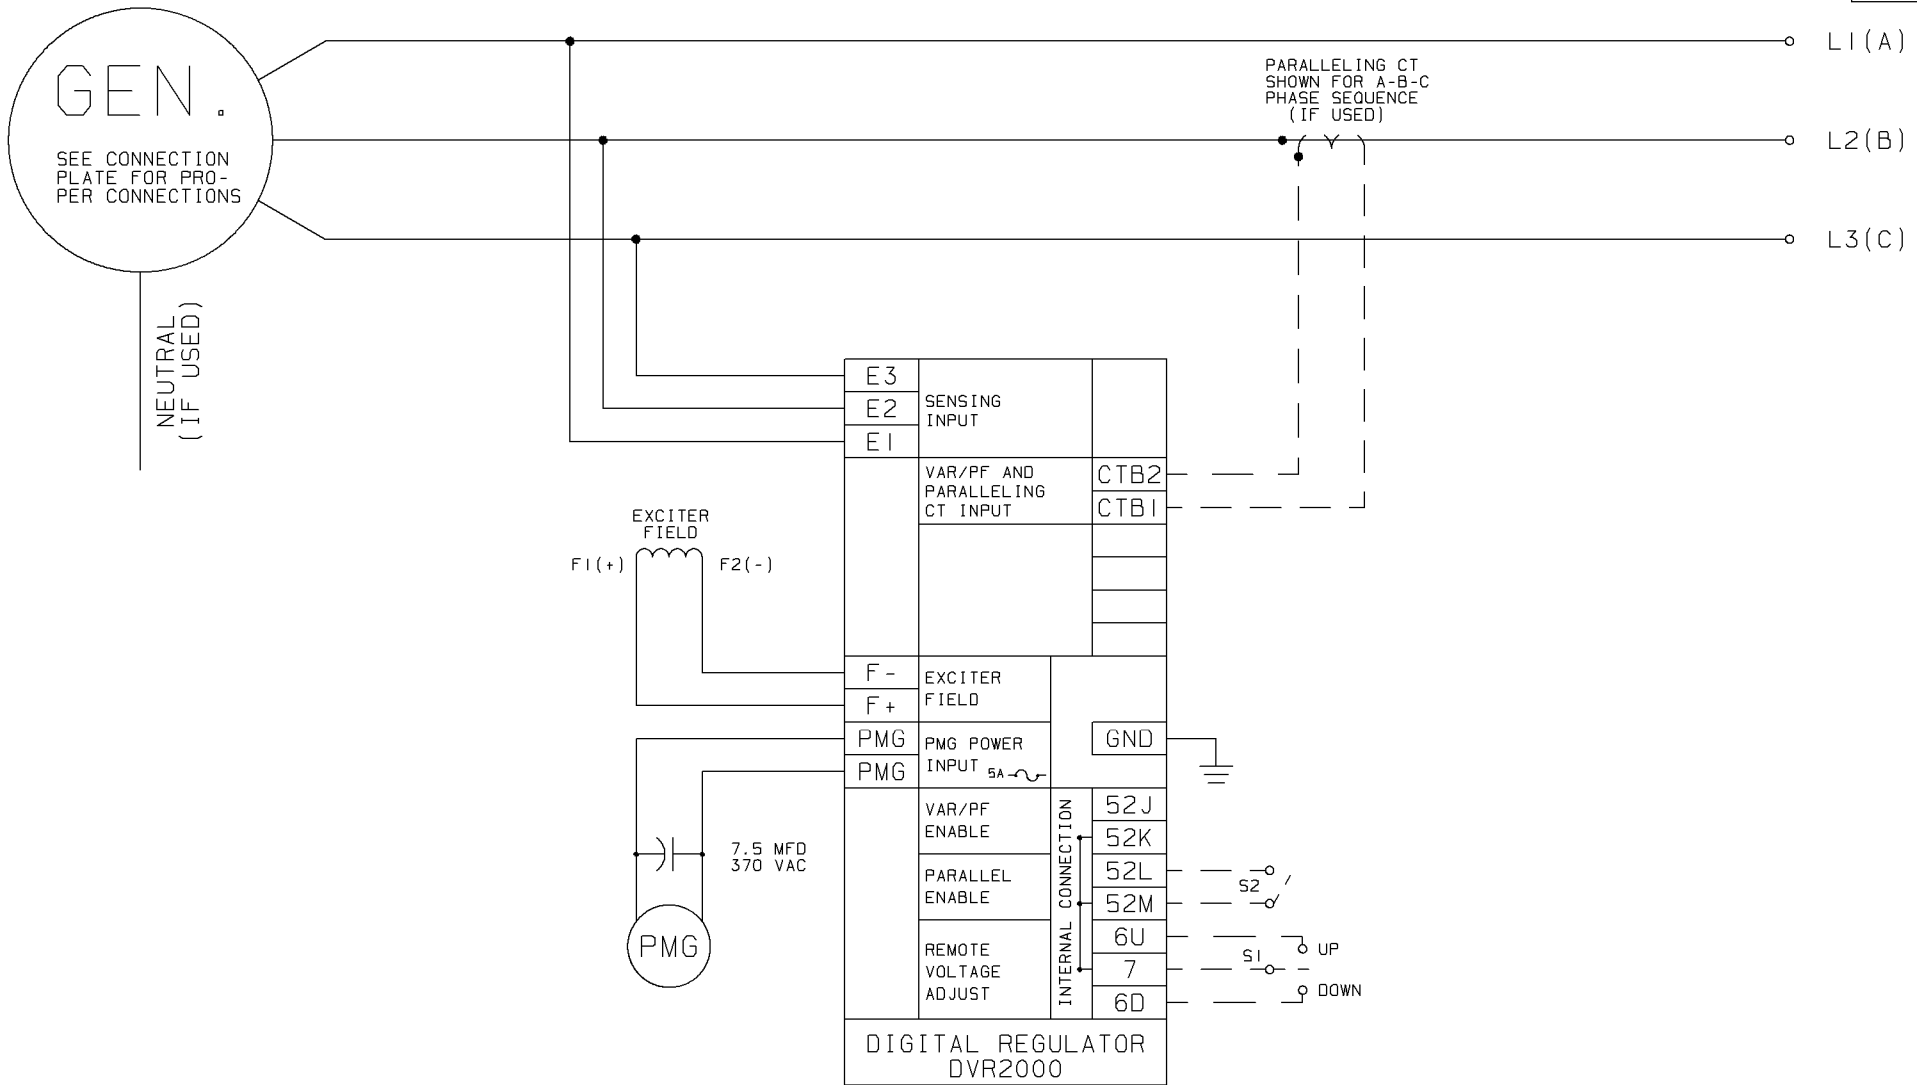 GEN.
SEE CONNECTION
PLATE FOR PRO-
PER CONNECTIONS
NEUTRAL
(IF USED)
L1(A)
PARALLELING CT
SHOWN FOR A-B-C
PHASE SEQUENCE
(IF USED)
L2(B)
L3(C)
E3
E2
E1
SENSING
INPUT
VAR/PF AND
PARALLELING
CT INPUT
CTB2
CTB1
EXCITER
FIELD
F1(+)
F2(-)
F-
F+
EXCITER
FIELD
PMG
PMG
PMG POWER
INPUT 5A
GND
VAR/PF
ENABLE
PARALLEL
ENABLE
REMOTE
VOLTAGE
ADJUST
INTERNAL CONNECTION
52J
52K
52L
52M
6U
7
6D
S2
S1
UP
DOWN
7.5 MFD
370 VAC
PMG
DIGITAL REGULATOR
DVR2000